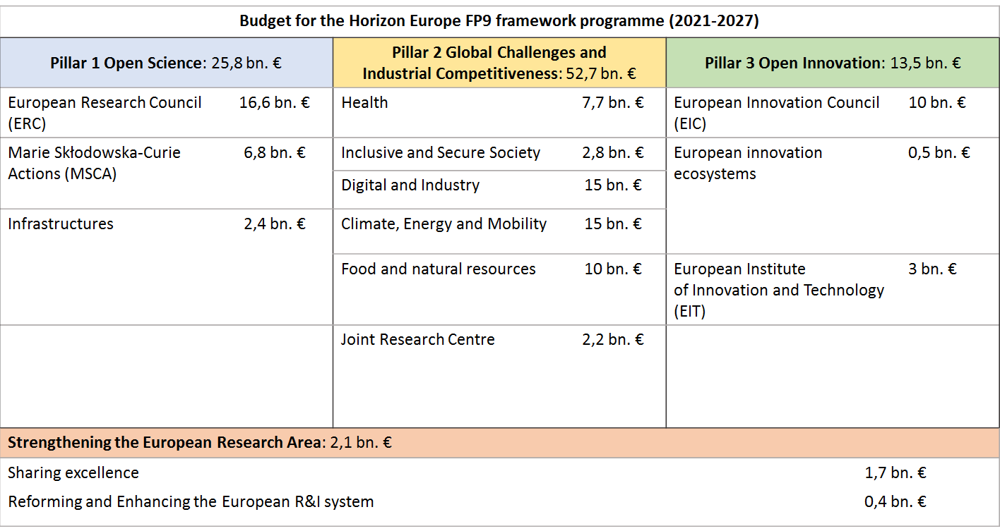 Budget for the Horizon Europe FP9 framework programme (2021-2027)
Pillar 1 Open Science: 25,8 bn. €
Pillar 2 Global Challenges and
Industrial Competitiveness: 52,7 bn. €
Pillar 3 Open Innovation: 13,5 bn. €
European Research Council 16,6 bn. €
(ERC)
Health 7,7 bn. €
European Innovation Council 10 bn. €
(EIC)
Marie Skłodowska-Curie 6,8 bn. €
Actions (MSCA)
Inclusive and Secure Society 2,8 bn. €
European innovation 0,5 bn. €
ecosystems
Digital and Industry 15 bn. €
Infrastructures 2,4 bn. €
Climate, Energy and Mobility 15 bn. €
Food and natural resources 10 bn. €
European Institute 3 bn. €
of Innovation and Technology
(EIT)
Joint Research Centre 2,2 bn. €
Strengthening the European Research Area: 2,1 bn. €
Sharing excellence 1,7 bn. €
Reforming and Enhancing the European R&I system 0,4 bn. €